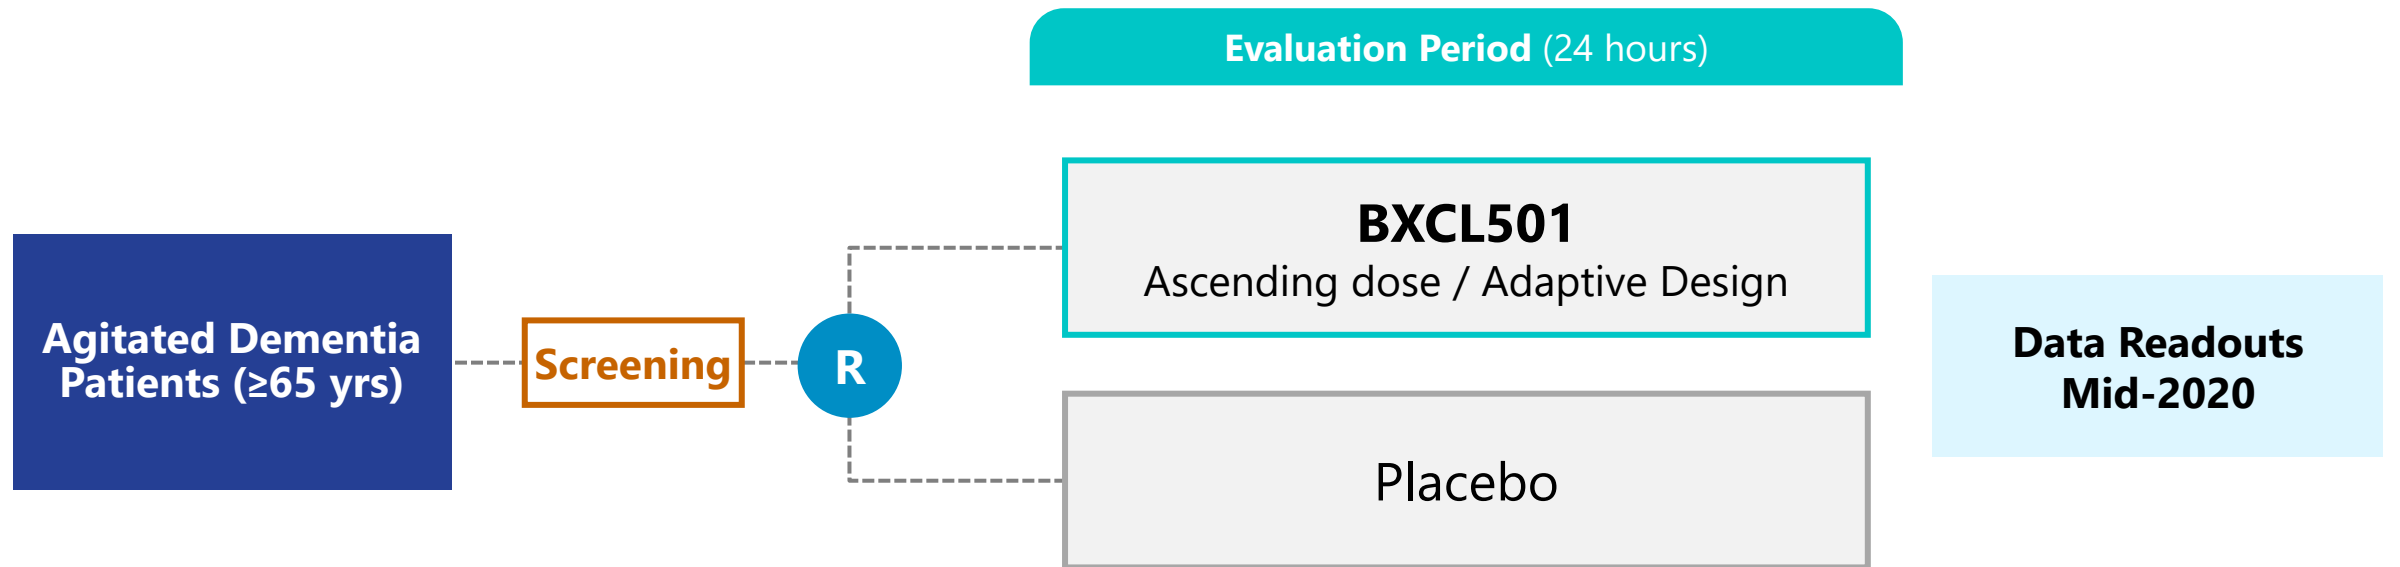 Evaluation Period (24 hours)
Agitated Dementia
Patients (≥65 yrs)
Screening
R
BXCL501
Ascending dose / Adaptive Design
Placebo
Data Readouts
Mid-2020